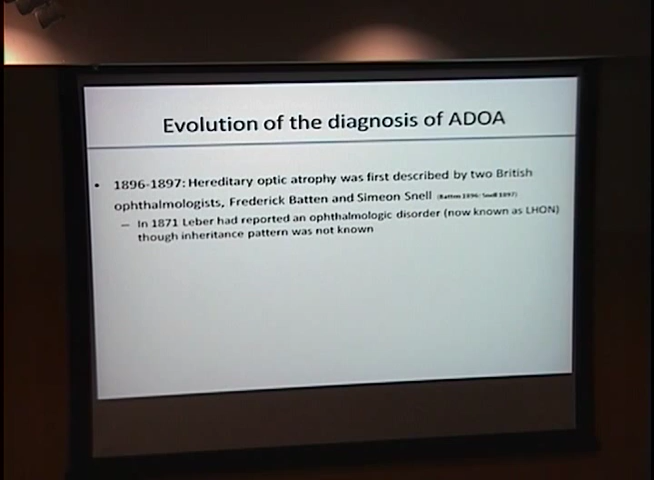 Evolution of the diagnosis of ADOA
• 1896-1897: Hereditary optic atrophy was first described by two British
ophthalmologists, Frederick Batten and Simeon Snell (Batten 1896; Snell 1897)
– In 1871 Leber had reported an ophthalmologic disorder (now known as LHON)
though inheritance pattern was not known